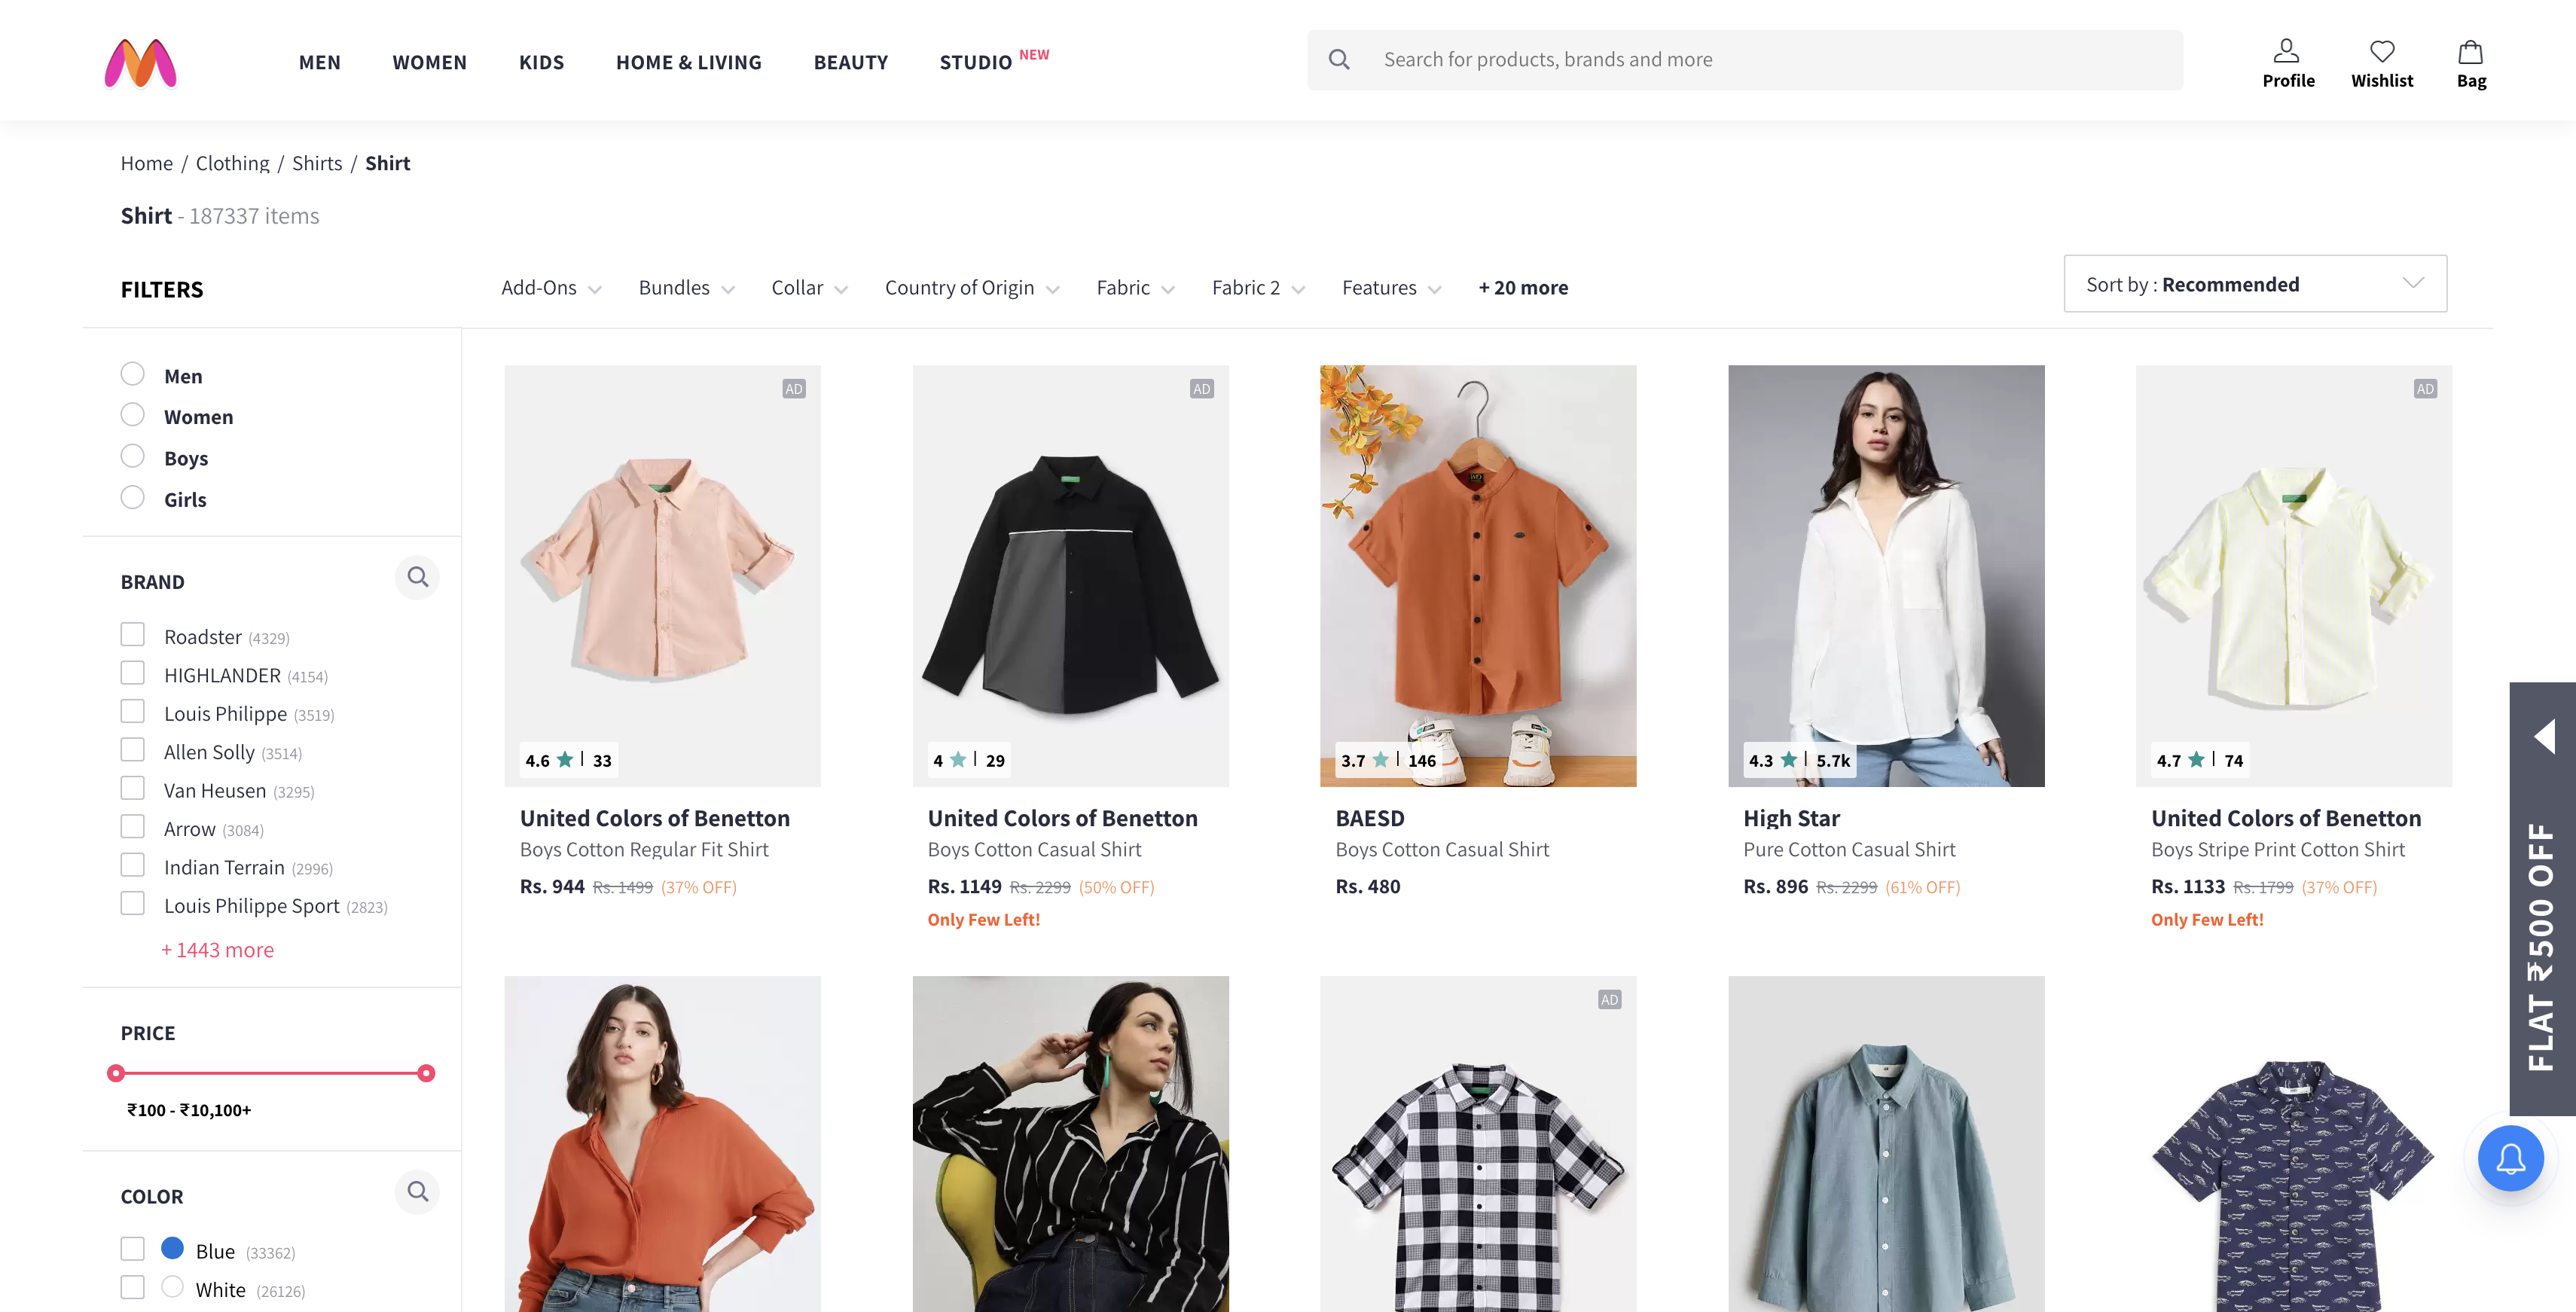 MEN WOMEN KIDS HOME & LIVING BEAUTY STUDIO NEW
Search for products, brands and more
Profile Wishlist Bag
Home / Clothing / Shirts / Shirt
Shirt - 187337 items
FILTERS
Add-Ons Bundles Collar Country of Origin Fabric Fabric 2 Features + 20 more
Sort by : Recommended
Men
Women
Boys
Girls
BRAND
Roadster (4329)
HIGHLANDER (4154)
Louis Philippe (3519)
Allen Solly (3514)
Van Heusen (3295)
Arrow (3084)
Indian Terrain (2996)
Louis Philippe Sport (2823)
+ 1443 more
PRICE
₹100 - ₹10,100+
COLOR
Blue (33362)
White (26126)
AD
4.6 ★ | 33
United Colors of Benetton
Boys Cotton Regular Fit Shirt
Rs. 944 Rs. 1499 (37% OFF)
AD
4 ★ | 29
United Colors of Benetton
Boys Cotton Casual Shirt
Rs. 1149 Rs. 2299 (50% OFF)
Only Few Left!
3.7 ★ | 146
BAESD
Boys Cotton Casual Shirt
Rs. 480
4.3 ★ | 5.7k
High Star
Pure Cotton Casual Shirt
Rs. 896 Rs. 2299 (61% OFF)
AD
4.7 ★ | 74
United Colors of Benetton
Boys Stripe Print Cotton Shirt
Rs. 1133 Rs. 1799 (37% OFF)
Only Few Left!
AD
FLAT ₹500 OFF